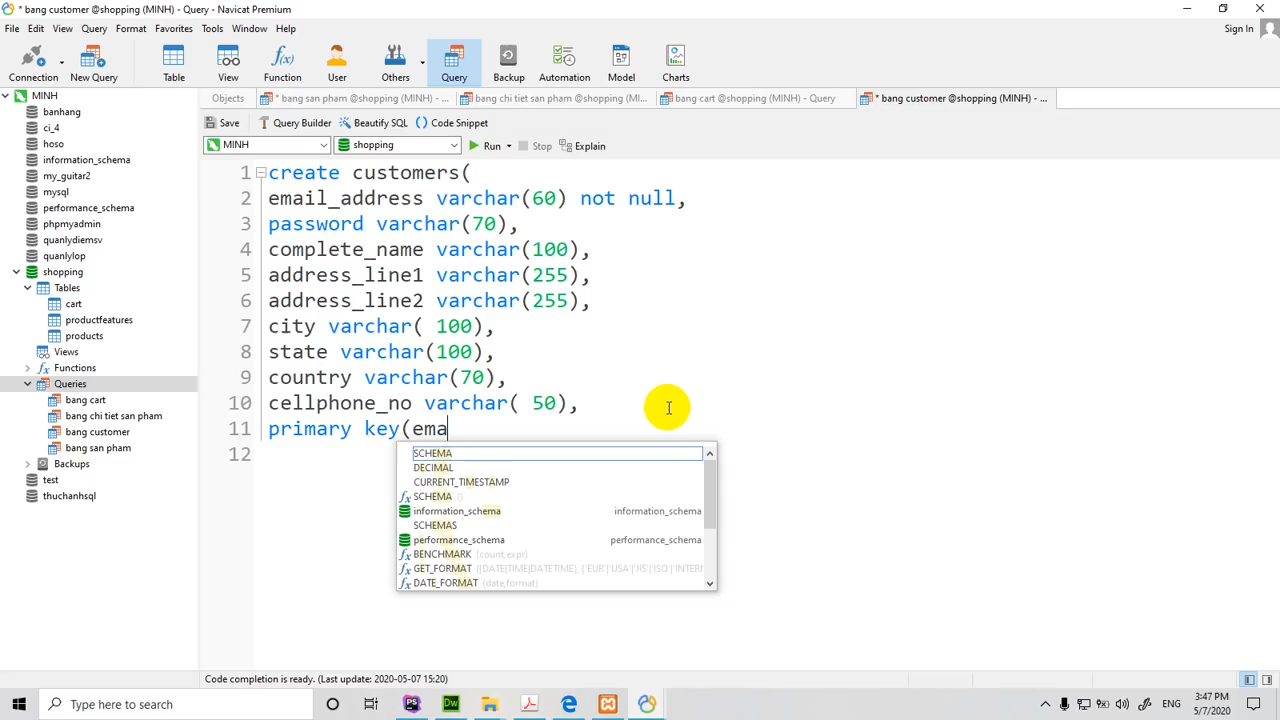 * bang customer @shopping (MINH) - Query - Navicat Premium
File Edit View Query Format Favorites Tools Window Help
Sign In
Connection New Query Table View Function User Others Query Backup Automation Model Charts
MINH
banhang
ci_4
hoso
information_schema
my_guitar2
mysql
performance_schema
phpmyadmin
quanlydiemsv
quanlylop
shopping
Tables
cart
productfeatures
products
Views
Functions
Queries
bang cart
bang chi tiet san pham
bang customer
bang san pham
Backups
test
thuchanhsql
Objects * bang san pham @shopping (MINH) - ... bang chi tiet san pham @shopping (MI... bang cart @shopping (MINH) - Query * bang customer @shopping (MINH) - ...
Save Query Builder Beautify SQL () Code Snippet
MINH shopping Run Stop Explain
1 create customers(
2 email_address varchar(60) not null,
3 password varchar(70),
4 complete_name varchar(100),
5 address_line1 varchar(255),
6 address_line2 varchar(255),
7 city varchar( 100),
8 state varchar(100),
9 country varchar(70),
10 cellphone_no varchar( 50),
11 primary key(ema
12
SCHEMA
DECIMAL
CURRENT_TIMESTAMP
fx SCHEMA ()
information_schema information_schema
SCHEMAS
performance_schema performance_schema
fx BENCHMARK (count,expr)
fx GET_FORMAT ({DATE|TIME|DATETIME}, {'EUR'|'USA'|'JIS'|'ISO'|'INTERN
fx DATE_FORMAT (date,format)
Code completion is ready. (Last update: 2020-05-07 15:20)
Type here to search
ENG
3:47 PM
5/7/2020